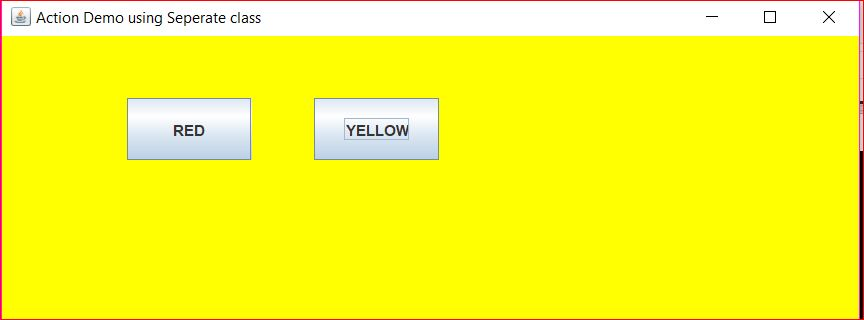 Action Demo using Seperate class
RED
YELLOW